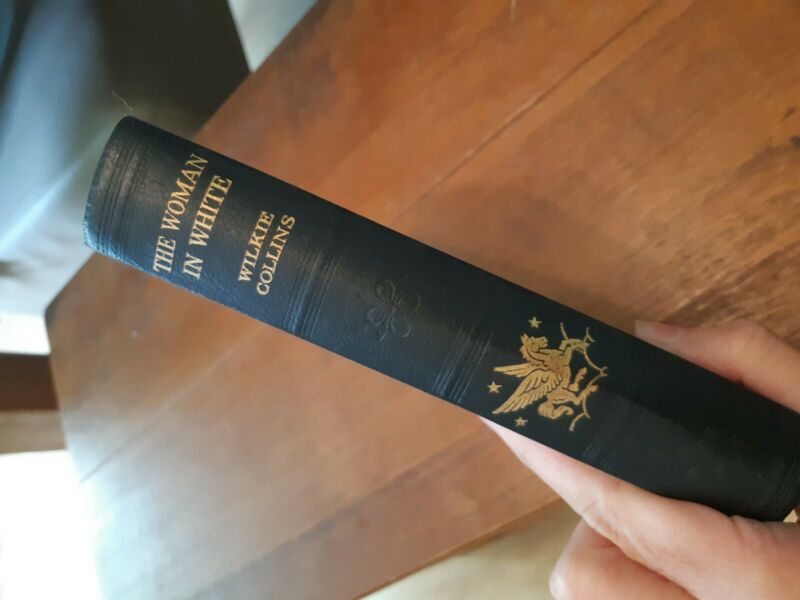 THE WOMAN
IN WHITE
WILKIE
COLLINS